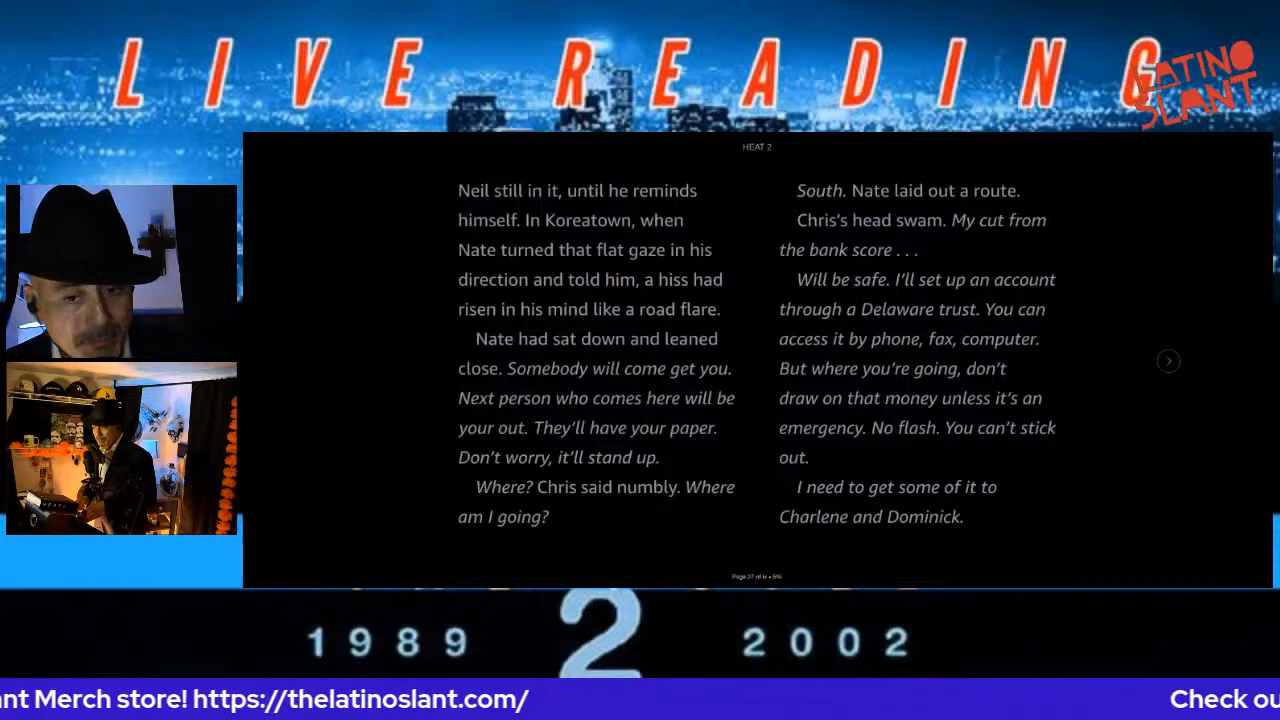 LIVE READING
LATINO
SLANT
HEAT 2
Neil still in it, until he reminds
himself. In Koreatown, when
Nate turned that flat gaze in his
direction and told him, a hiss had
risen in his mind like a road flare.
Nate had sat down and leaned
close. Somebody will come get you.
Next person who comes here will be
your out. They’ll have your paper.
Don’t worry, it’ll stand up.
Where? Chris said numbly. Where
am I going?
South. Nate laid out a route.
Chris’s head swam. My cut from
the bank score . . .
Will be safe. I’ll set up an account
through a Delaware trust. You can
access it by phone, fax, computer.
But where you’re going, don’t
draw on that money unless it’s an
emergency. No flash. You can’t stick
out.
I need to get some of it to
Charlene and Dominick.
Page 27 of iv • 5%
1989 2 2002
nt Merch store! https://thelatinoslant.com/ Check ou